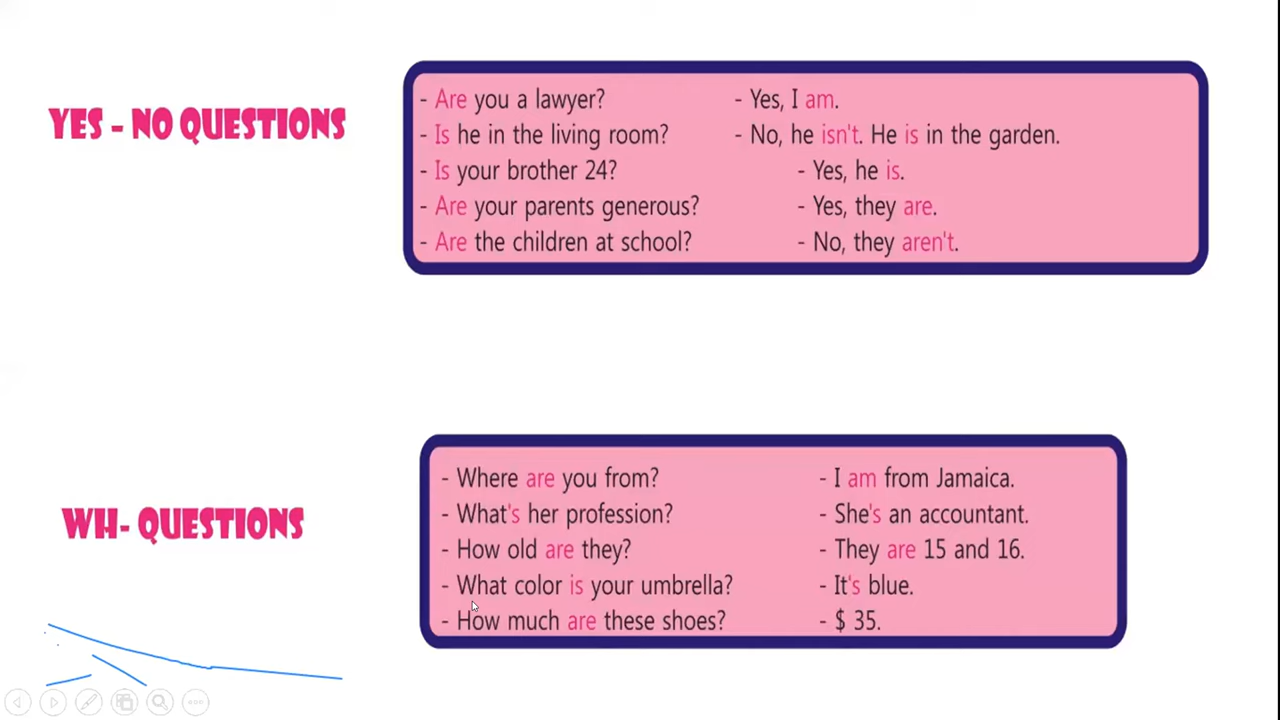 YES - NO QUESTIONS
- Are you a lawyer? - Yes, I am.
- Is he in the living room? - No, he isn't. He is in the garden.
- Is your brother 24? - Yes, he is.
- Are your parents generous? - Yes, they are.
- Are the children at school? - No, they aren't.
WH- QUESTIONS
- Where are you from? - I am from Jamaica.
- What's her profession? - She's an accountant.
- How old are they? - They are 15 and 16.
- What color is your umbrella? - It's blue.
- How much are these shoes? - $ 35.